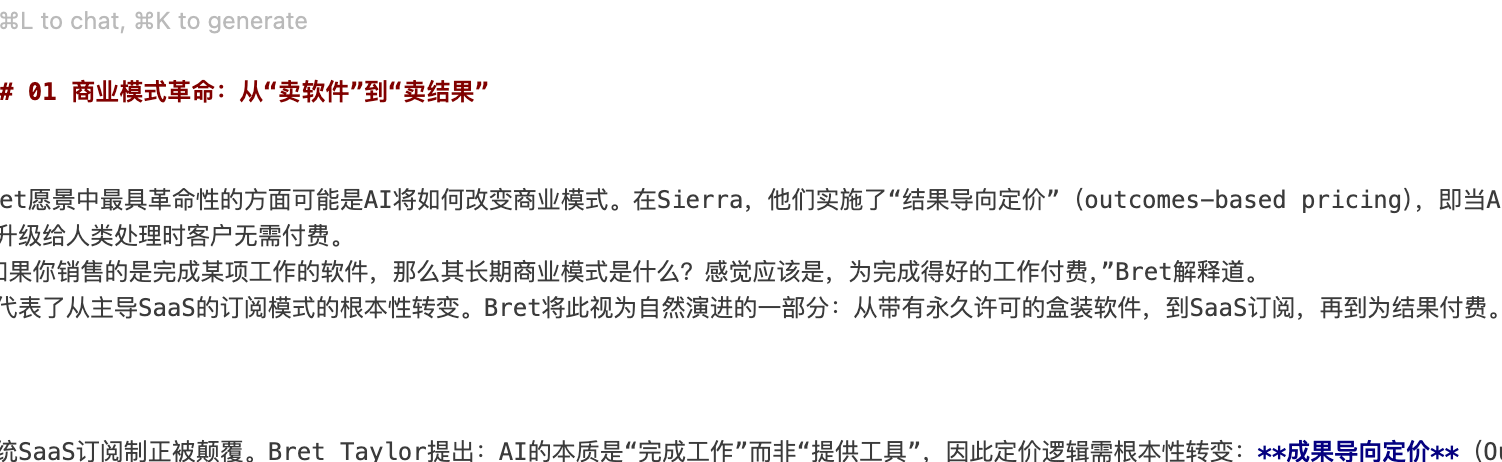 ⌘L to chat, ⌘K to generate
# 01 商业模式革命：从“卖软件”到“卖结果”
et愿景中最具革命性的方面可能是AI将如何改变商业模式。在Sierra，他们实施了“结果导向定价”（outcomes-based pricing），即当A
升级给人类处理时客户无需付费。
如果你销售的是完成某项工作的软件，那么其长期商业模式是什么？感觉应该是，为完成得好的工作付费，”Bret解释道。
代表了从主导SaaS的订阅模式的根本性转变。Bret将此视为自然演进的一部分：从带有永久许可的盒装软件，到SaaS订阅，再到为结果付费。
统SaaS订阅制正被颠覆。Bret Taylor提出：AI的本质是“完成工作”而非“提供工具”，因此定价逻辑需根本性转变：**成果导向定价**（Ou